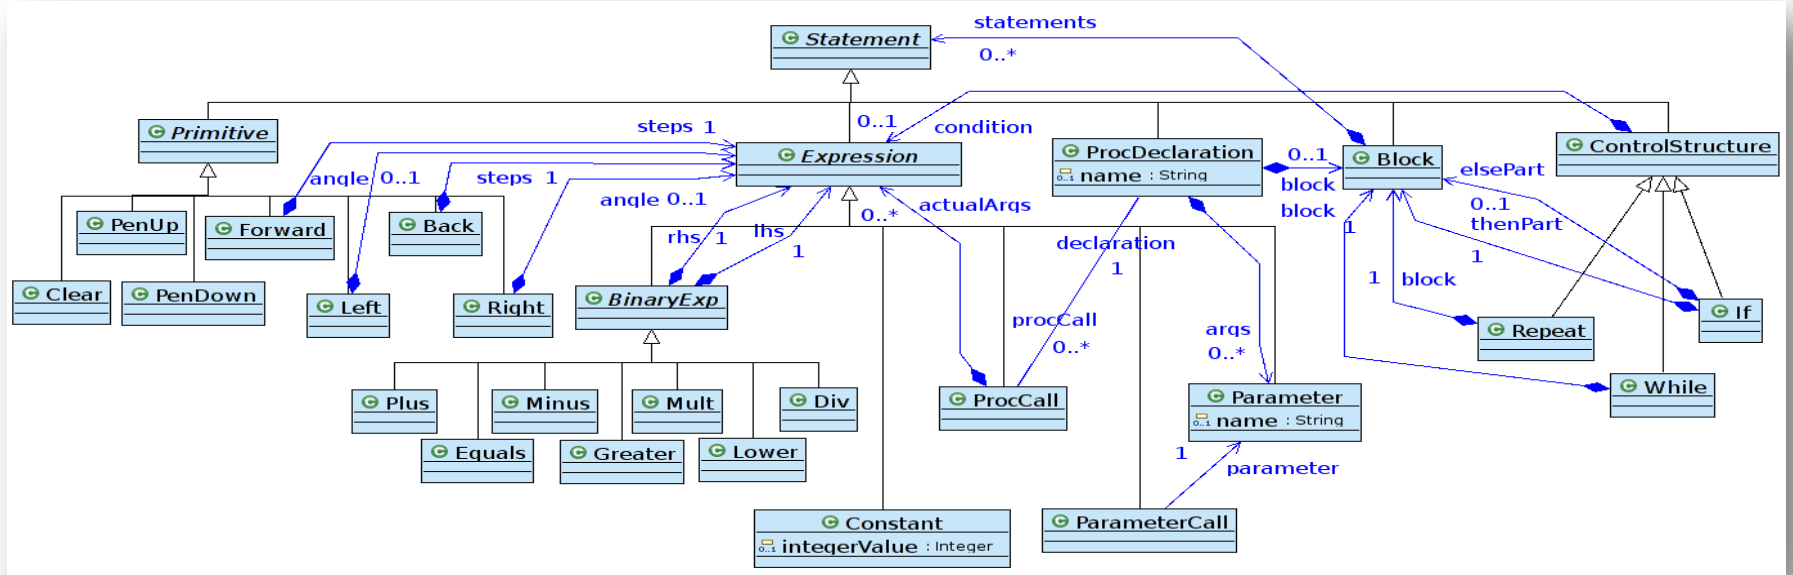 statements
Statement
0..*
steps 1
0..1
condition
Primitive
Expression
ProcDeclaration
name : String
0..1
block
block
Block
elsePart
0..1
thenPart
ControlStructure
angle 0..1
steps 1
angle 0..1
0..*
actualArgs
PenUp
Forward
Back
rhs 1
lhs
1
declaration
1
1
1
1 block
Clear
PenDown
Left
Right
BinaryExp
procCall
0..*
args
0..*
Repeat
If
Plus
Minus
Mult
Div
ProcCall
Parameter
name : String
While
Equals
Greater
Lower
1
parameter
Constant
integerValue : Integer
ParameterCall